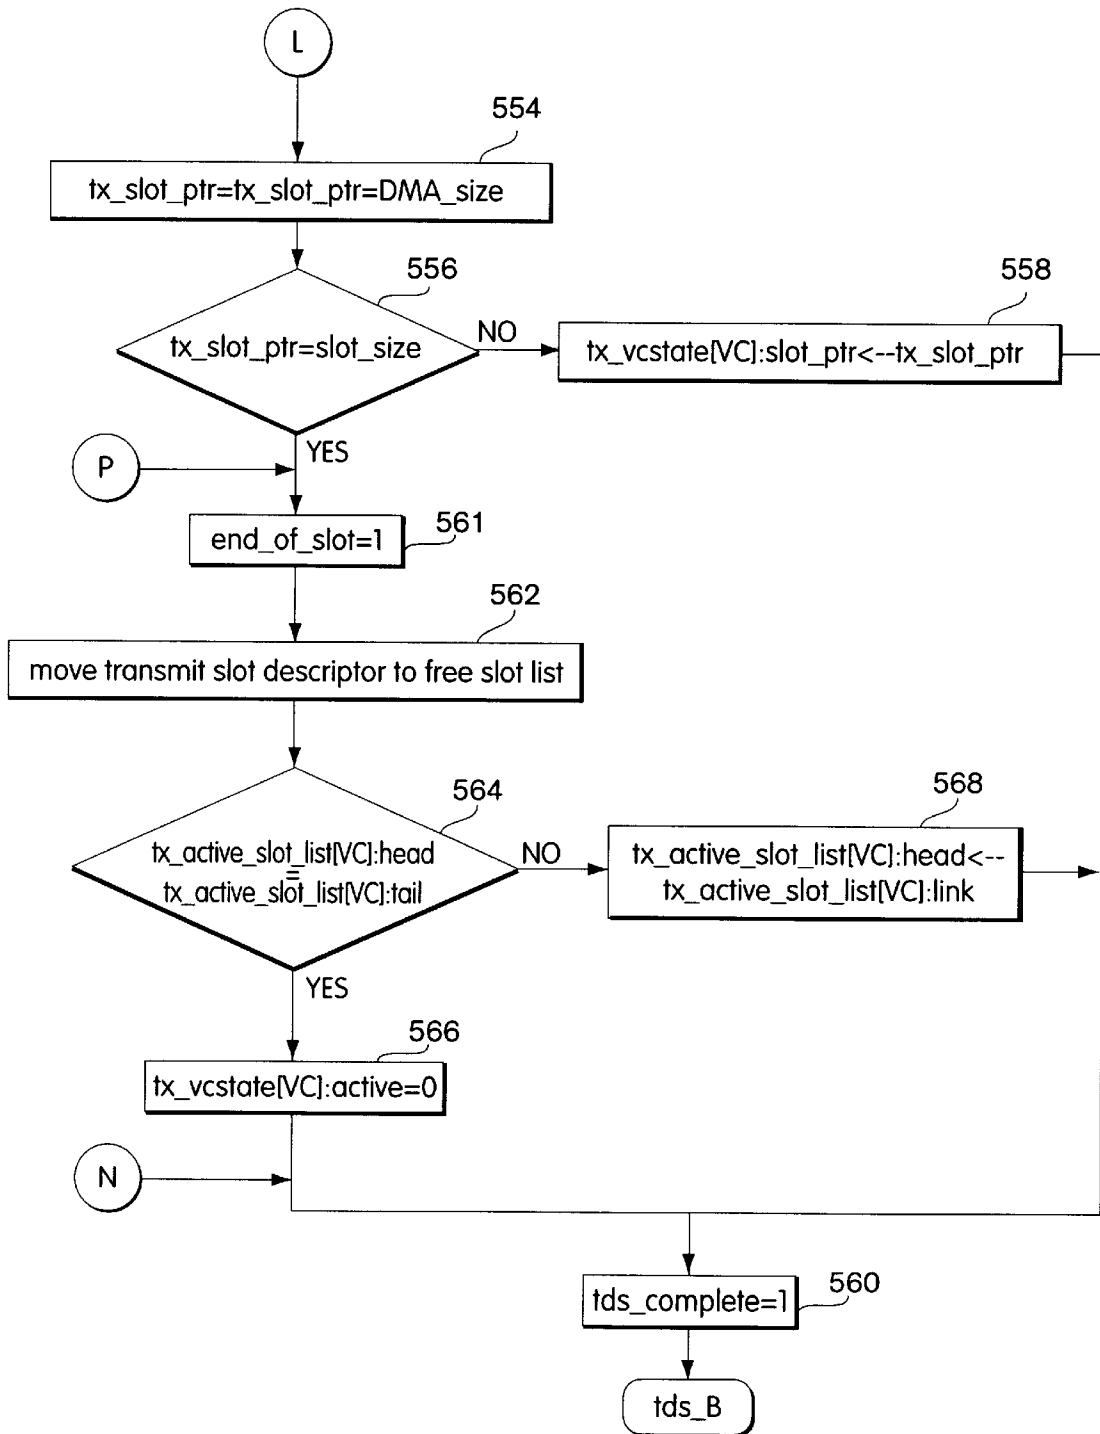 L
554
tx_slot_ptr=tx_slot_ptr=DMA_size
556
tx_slot_ptr=slot_size
NO
558
tx_vcstate[VC]:slot_ptr<--tx_slot_ptr
YES
P
561
end_of_slot=1
562
move transmit slot descriptor to free slot list
564
tx_active_slot_list[VC]:head
=
tx_active_slot_list[VC]:tail
NO
568
tx_active_slot_list[VC]:head<--
tx_active_slot_list[VC]:link
YES
566
tx_vcstate[VC]:active=0
N
560
tds_complete=1
tds_B